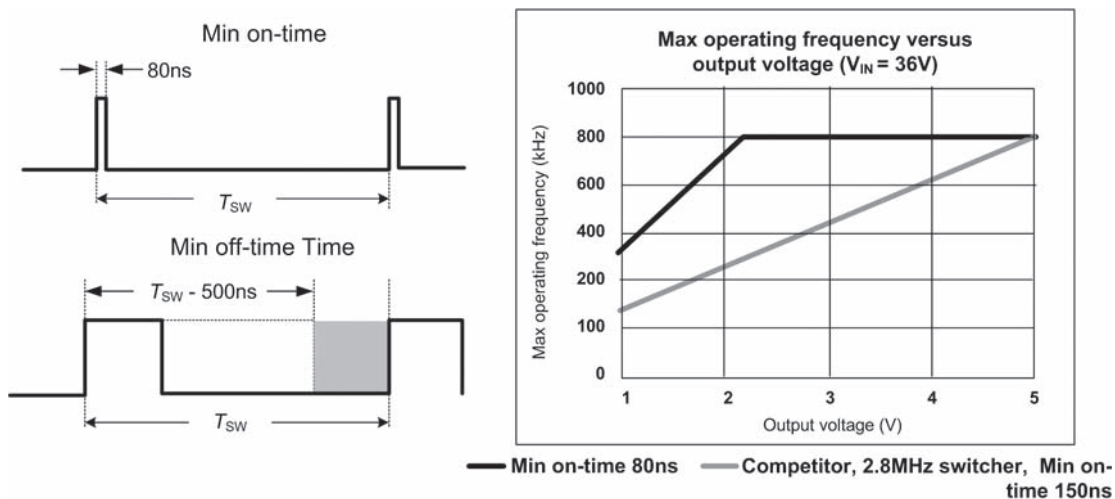 Min on-time
80ns
TSW
Min off-time Time
TSW - 500ns
TSW
Max operating frequency versus
output voltage (VIN = 36V)
Max operating frequency (kHz)
1000
800
600
400
200
100
0
1 2 3 4 5
Output voltage (V)
Min on-time 80ns
Competitor, 2.8MHz switcher, Min on-
time 150ns